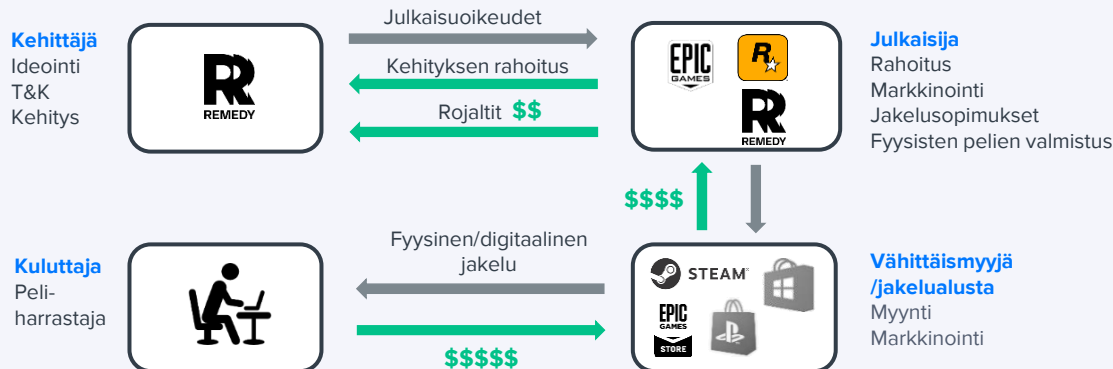 Julkaisuoikeudet
Kehittäjä
Ideointi
T&K
Kehitys
REMEDY
Kehityksen rahoitus
Rojaltit $$
EPIC
GAMES
R
REMEDY
Julkaisija
Rahoitus
Markkinointi
Jakelusopimukset
Fyysisten pelien valmistus
$$$$
Kuluttaja
Peli-
harrastaja
Fyysinen/digitaalinen
jakelu
$$$$$
STEAM
EPIC
GAMES
STORE
Vähittäismyyjä
/jakelualusta
Myynti
Markkinointi